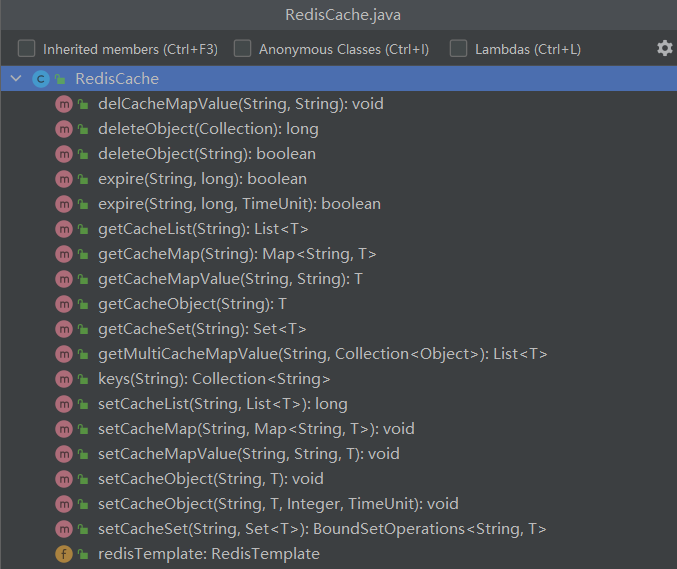 RedisCache.java
Inherited members (Ctrl+F3) Anonymous Classes (Ctrl+I) Lambdas (Ctrl+L)
C RedisCache
m delCacheMapValue(String, String): void
m deleteObject(Collection): long
m deleteObject(String): boolean
m expire(String, long): boolean
m expire(String, long, TimeUnit): boolean
m getCacheList(String): List<T>
m getCacheMap(String): Map<String, T>
m getCacheMapValue(String, String): T
m getCacheObject(String): T
m getCacheSet(String): Set<T>
m getMultiCacheMapValue(String, Collection<Object>): List<T>
m keys(String): Collection<String>
m setCacheList(String, List<T>): long
m setCacheMap(String, Map<String, T>): void
m setCacheMapValue(String, String, T): void
m setCacheObject(String, T): void
m setCacheObject(String, T, Integer, TimeUnit): void
m setCacheSet(String, Set<T>): BoundSetOperations<String, T>
f redisTemplate: RedisTemplate